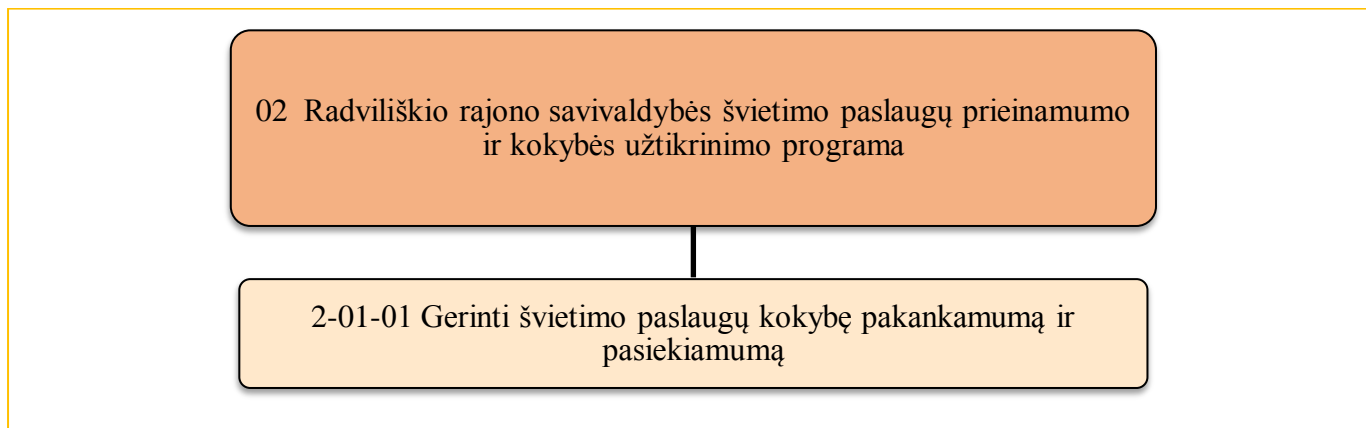 02 Radviliškio rajono savivaldybės švietimo paslaugų prieinamumo
ir kokybės užtikrinimo programa
2-01-01 Gerinti švietimo paslaugų kokybę pakankamumą ir
pasiekiamumą